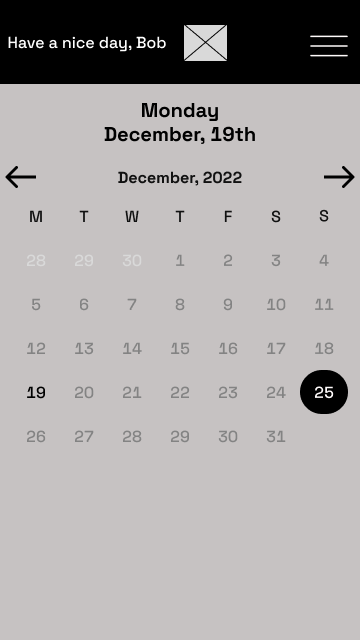 Have a nice day, Bob
Monday
December, 19th
December, 2022
M T W T F S S
28 29 30 1 2 3 4
5 6 7 8 9 10 11
12 13 14 15 16 17 18
19 20 21 22 23 24 25
26 27 28 29 30 31